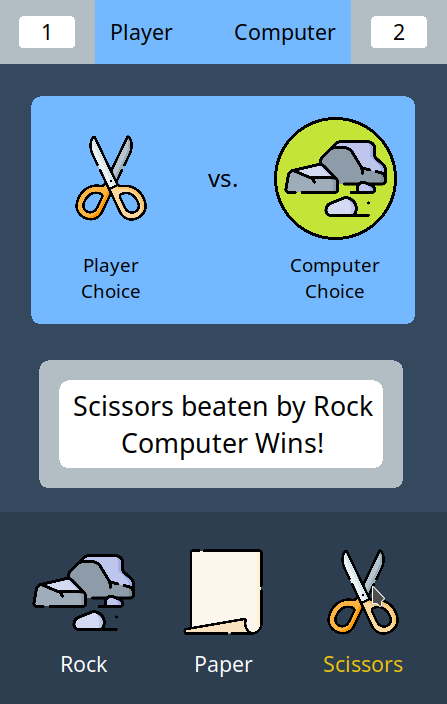 1 Player Computer 2
vs.
Player Computer
Choice Choice
Scissors beaten by Rock
Computer Wins!
Rock Paper Scissors